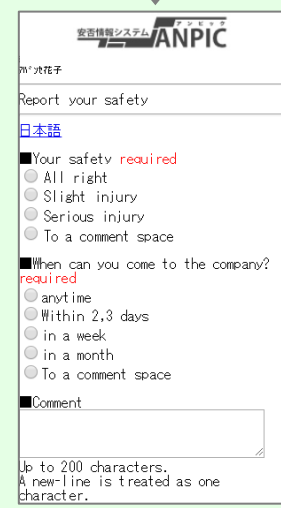 安否情報システム ANPIC
アンピック
ｱﾝﾋﾟｯｸ花子
Report your safety
日本語
■Your safety required
All right
Slight injury
Serious injury
To a comment space
■When can you come to the company?
required
anytime
Within 2,3 days
in a week
in a month
To a comment space
■Comment
Up to 200 characters.
A new-line is treated as one
character.